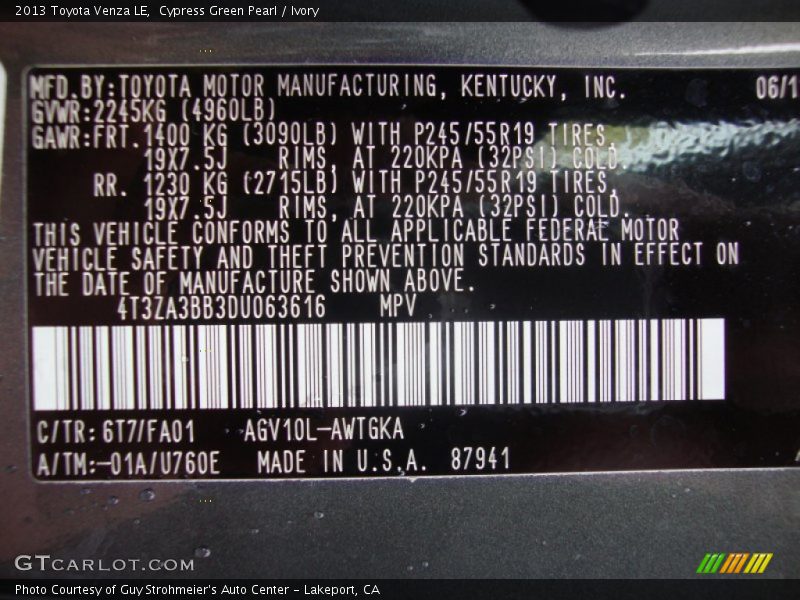 2013 Toyota Venza LE, Cypress Green Pearl / Ivory
MFD.BY:TOYOTA MOTOR MANUFACTURING, KENTUCKY, INC. 06/1
GVWR:2245KG (4960LB)
GAWR:FRT.1400 KG (3090LB) WITH P245/55R19 TIRES,
19X7.5J RIMS, AT 220KPA (32PSI) COLD.
RR. 1230 KG (2715LB) WITH P245/55R19 TIRES,
19X7.5J RIMS, AT 220KPA (32PSI) COLD.
THIS VEHICLE CONFORMS TO ALL APPLICABLE FEDERAL MOTOR
VEHICLE SAFETY AND THEFT PREVENTION STANDARDS IN EFFECT ON
THE DATE OF MANUFACTURE SHOWN ABOVE.
4T3ZA3BB3DU063616 MPV
C/TR:6T7/FA01 AGV10L-AWTGKA
A/TM:-01A/U760E MADE IN U.S.A. 87941
GTCARLOT.COM
Photo Courtesy of Guy Strohmeier's Auto Center - Lakeport, CA